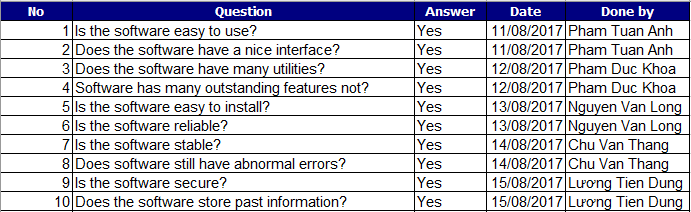 No Question Answer Date Done by
1 Is the software easy to use? Yes 11/08/2017 Pham Tuan Anh
2 Does the software have a nice interface? Yes 11/08/2017 Pham Tuan Anh
3 Does the software have many utilities? Yes 12/08/2017 Pham Duc Khoa
4 Software has many outstanding features not? Yes 12/08/2017 Pham Duc Khoa
5 Is the software easy to install? Yes 13/08/2017 Nguyen Van Long
6 Is the software reliable? Yes 13/08/2017 Nguyen Van Long
7 Is the software stable? Yes 14/08/2017 Chu Van Thang
8 Does software still have abnormal errors? Yes 14/08/2017 Chu Van Thang
9 Is the software secure? Yes 15/08/2017 Lương Tien Dung
10 Does the software store past information? Yes 15/08/2017 Lương Tien Dung